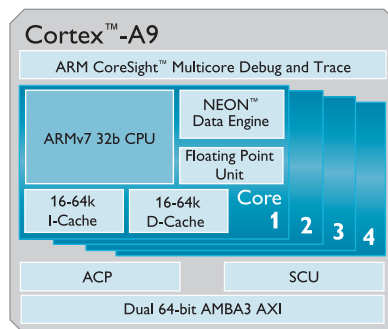 Cortex™-A9
ARM CoreSight™ Multicore Debug and Trace
ARMv7 32b CPU
NEON™
Data Engine
Floating Point
Unit
16-64k
I-Cache
16-64k
D-Cache
Core
1
2
3
4
ACP
SCU
Dual 64-bit AMBA3 AXI